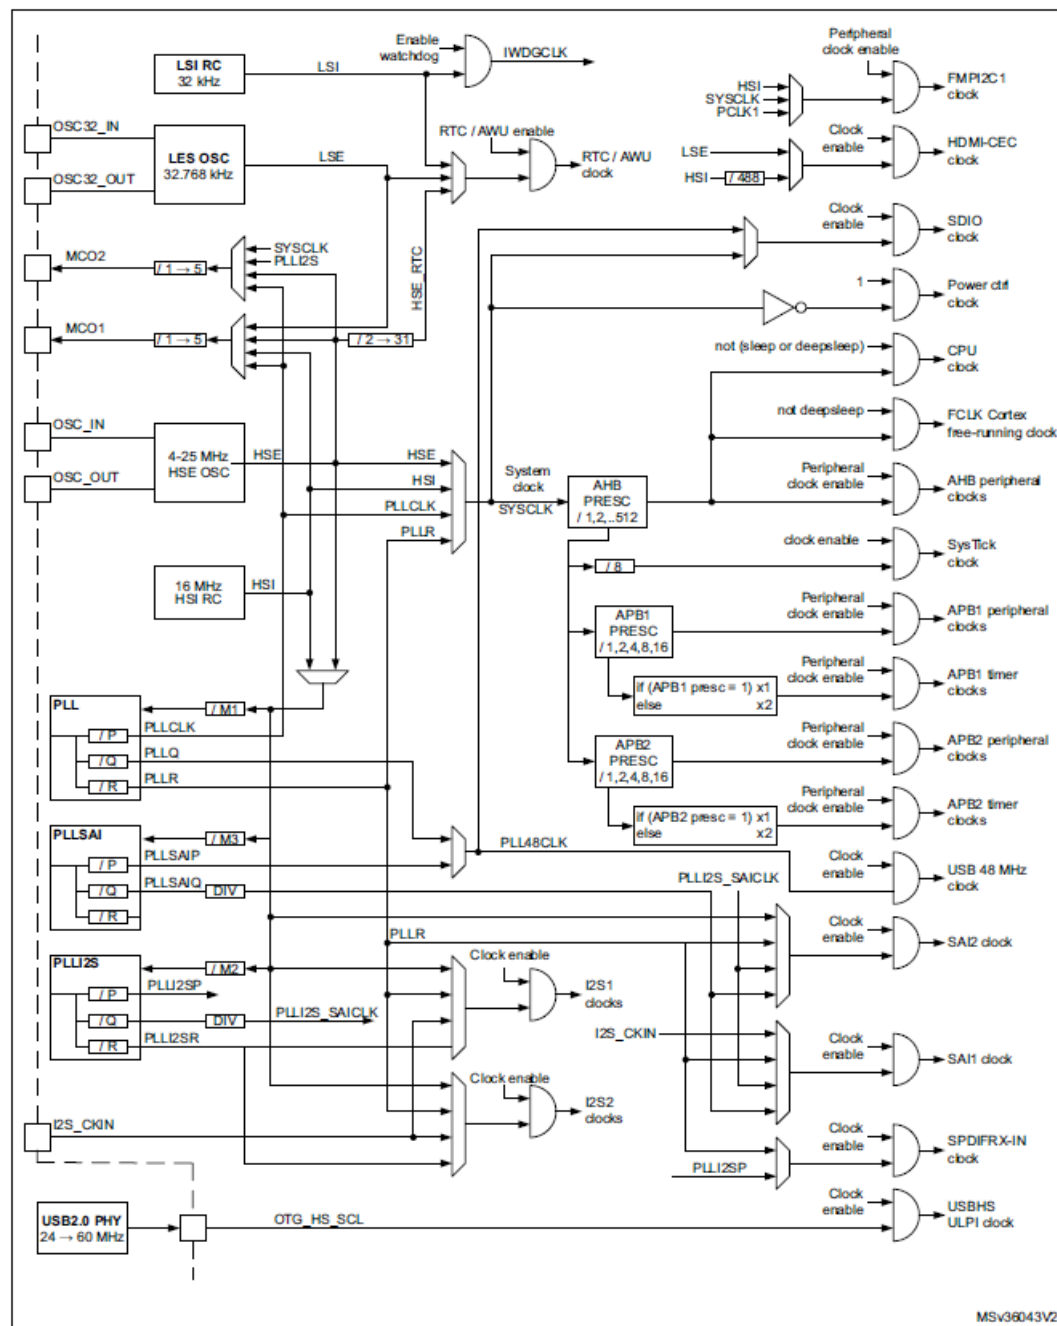 Enable
watchdog
IWDGCLK
Peripheral
clock enable
LSI RC
32 kHz
LSI
FMPI2C1
clock
HSI
SYSCLK
PCLK1
OSC32_IN
RTC / AWU enable
Clock
enable
HDMI-CEC
clock
LES OSC
32.768 kHz
LSE
RTC / AWU
clock
LSE
HSI
/ 488
OSC32_OUT
Clock
enable
SDIO
clock
MCO2
/ 1 → 5
SYSCLK
PLLI2S
HSE_RTC
1
Power ctrl
clock
MCO1
/ 1 → 5
/ 2 → 31
not (sleep or deepsleep)
CPU
clock
OSC_IN
not deepsleep
FCLK Cortex
free-running clock
4-25 MHz
HSE OSC
HSE
HSE
HSI
PLLCLK
PLLR
System
clock
SYSCLK
AHB
PRESC
/ 1,2,..512
Peripheral
clock enable
AHB peripheral
clocks
OSC_OUT
clock enable
SysTick
clock
/ 8
16 MHz
HSI RC
HSI
APB1
PRESC
/ 1,2,4,8,16
Peripheral
clock enable
APB1 peripheral
clocks
if (APB1 presc = 1) x1
else x2
Peripheral
clock enable
APB1 timer
clocks
PLL
/ M1
/ P
PLLCLK
/ Q
PLLQ
/ R
PLLR
APB2
PRESC
/ 1,2,4,8,16
Peripheral
clock enable
APB2 peripheral
clocks
if (APB2 presc = 1) x1
else x2
Peripheral
clock enable
APB2 timer
clocks
PLLSAI
/ M3
/ P
PLLSAIP
/ Q
PLLSAIQ
DIV
/ R
PLL48CLK
Clock
enable
USB 48 MHz
clock
PLLI2S_SAICLK
PLLR
Clock
enable
SAI2 clock
PLLI2S
/ M2
/ P
PLLI2SP
/ Q
DIV
PLLI2S_SAICLK
/ R
PLLI2SR
Clock enable
I2S1
clocks
I2S_CKIN
Clock
enable
SAI1 clock
Clock enable
I2S2
clocks
I2S_CKIN
PLLI2SP
Clock
enable
SPDIFRX-IN
clock
USB2.0 PHY
24 → 60 MHz
OTG_HS_SCL
Clock
enable
USBHS
ULPI clock
MSv36043V2